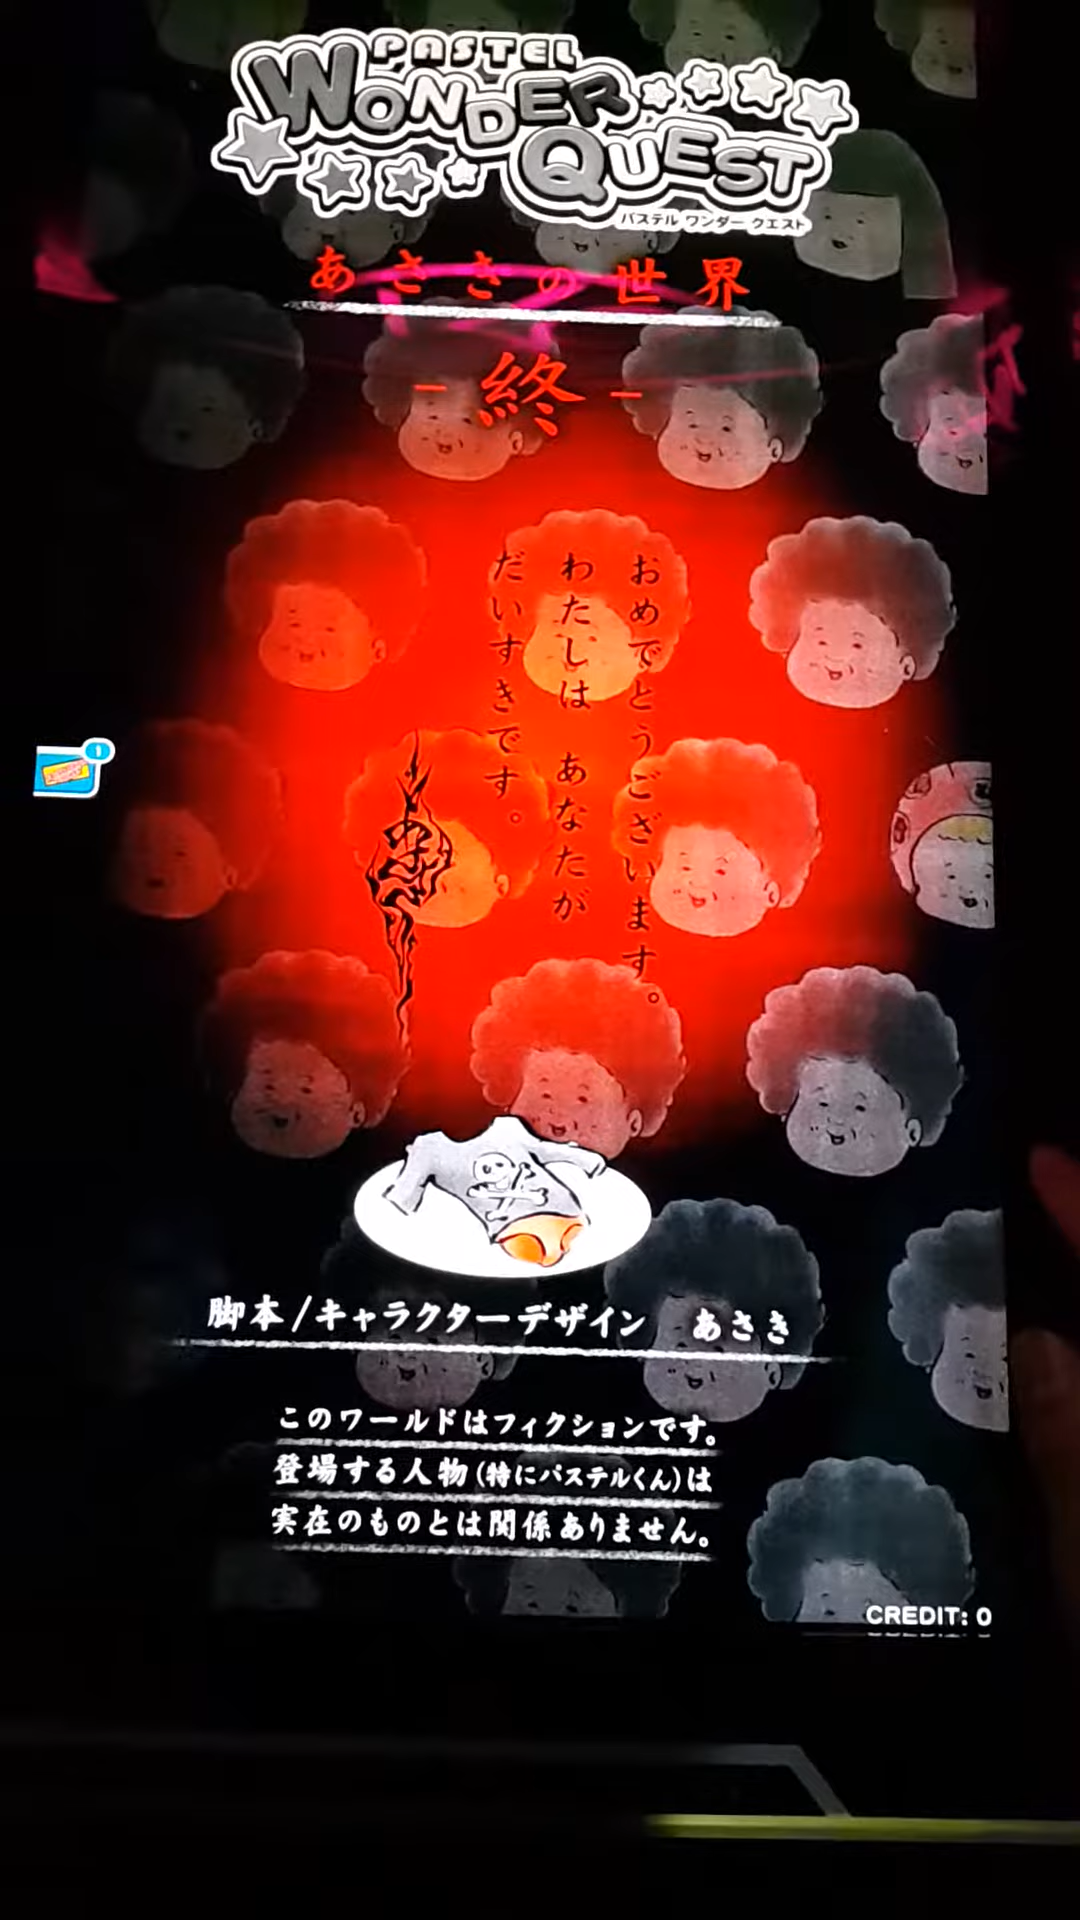 PASTEL
WONDER
QUEST
パステル ワンダー クエスト
あさきの世界
-終-
おめでとうございます。
わたしは あなたが
だいすきです。
脚本/キャラクターデザイン あさき
このワールドはフィクションです。
登場する人物(特にパステルくん)は
実在のものとは関係ありません。
CREDIT: 0